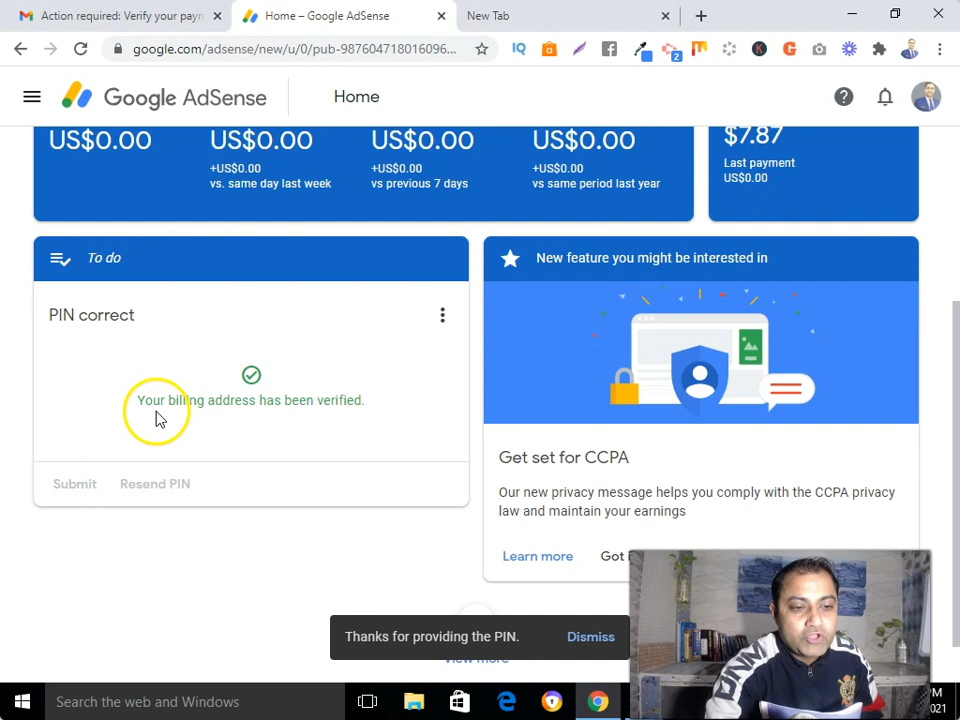 Action required: Verify your payn
Home – Google AdSense
New Tab
google.com/adsense/new/u/0/pub-987604718016096...
2
Google AdSense
Home
US$0.00
US$0.00
+US$0.00
vs. same day last week
US$0.00
+US$0.00
vs previous 7 days
US$0.00
+US$0.00
vs same period last year
$7.87
Last payment
US$0.00
To do
PIN correct
Your billing address has been verified.
Submit
Resend PIN
New feature you might be interested in
Get set for CCPA
Our new privacy message helps you comply with the CCPA privacy
law and maintain your earnings
Learn more
Got i
Thanks for providing the PIN.
Dismiss
View more
Search the web and Windows
PM
2021